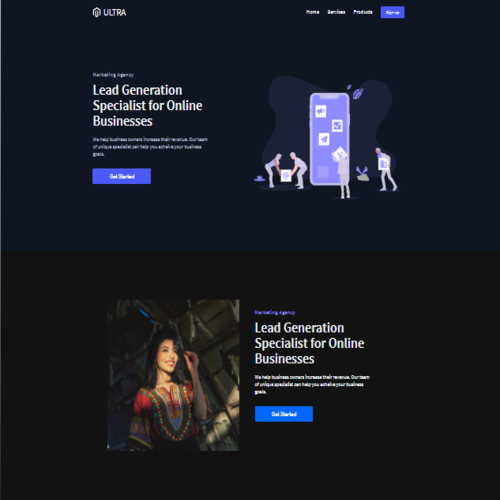 ULTRA
Home Services Products Sign up
Marketing Agency
Lead Generation
Specialist for Online
Businesses
We help business owners increase their revenue. Our team
of unique specialist can help you acheive your business
goals.
Get Started
Marketing Agency
Lead Generation
Specialist for Online
Businesses
We help business owners increase their revenue. Our team
of unique specialist can help you acheive your business
goals.
Get Started